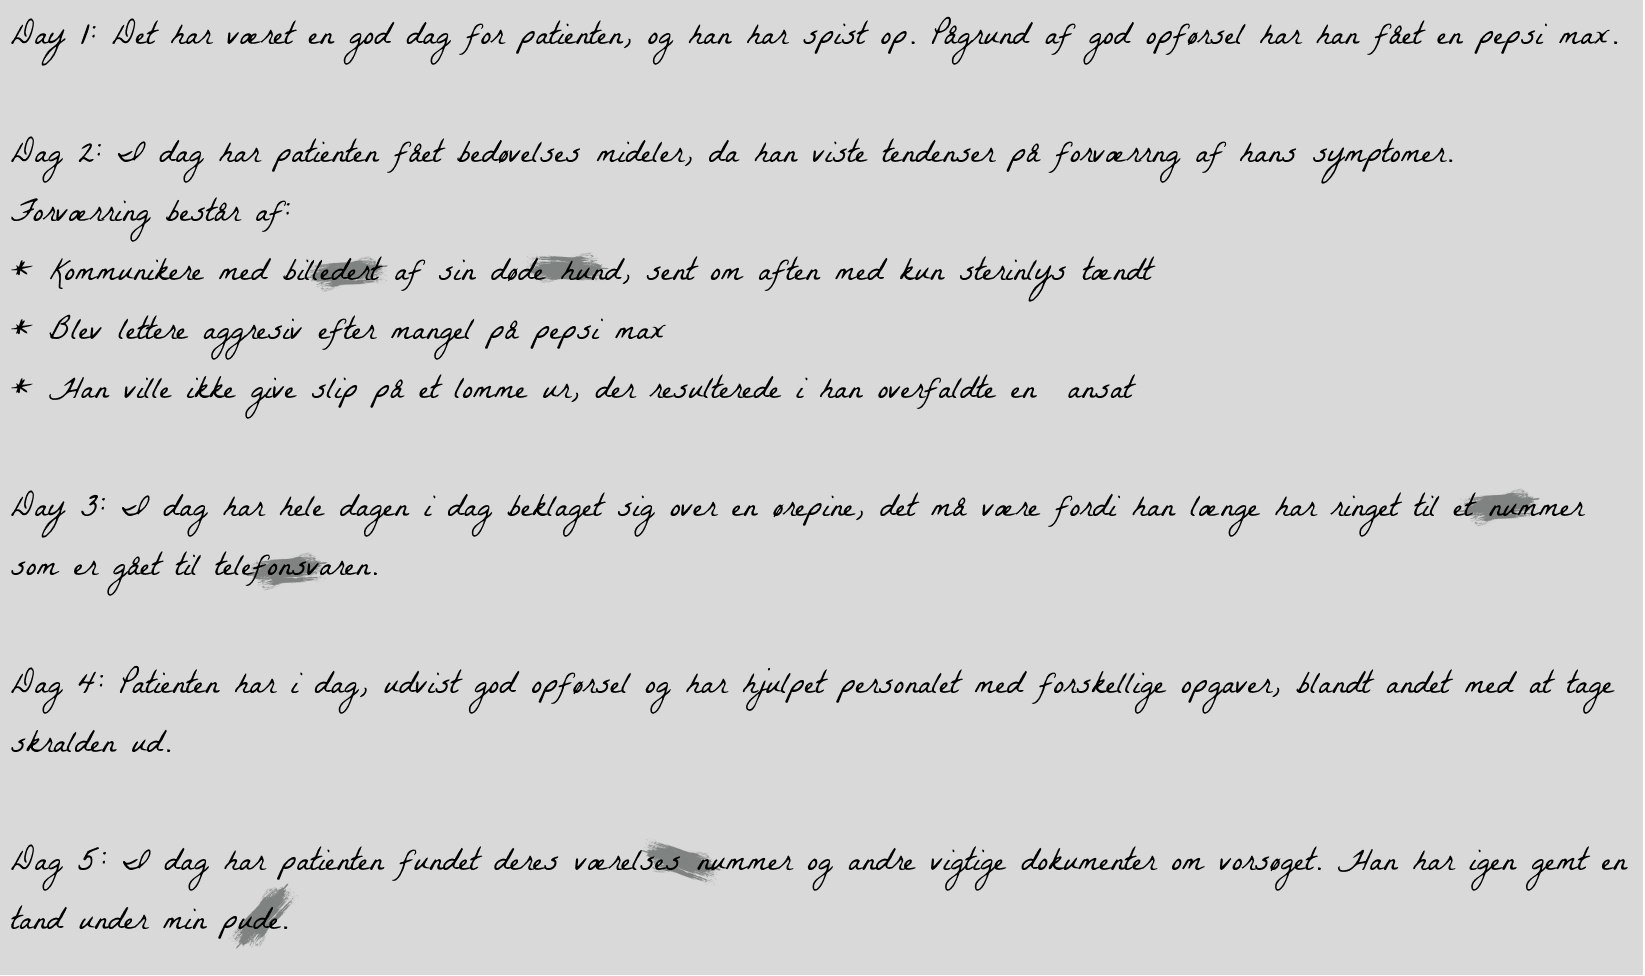 Day 1: Det har været en god dag for patienten, og han har spist op. Pågrund af god opførsel har han fået en pepsi max.
Dag 2: I dag har patienten fået bedøvelses mideler, da han viste tendenser på forværrng af hans symptomer.
Forværring består af:
* Kommunikere med billedert af sin døde hund, sent om aften med kun sterinlys tændt
* Blev lettere aggresiv efter mangel på pepsi max
* Han ville ikke give slip på et lomme ur, der resulterede i han overfaldte en ansat
Day 3: I dag har hele dagen i dag beklaget sig over en ørepine, det må være fordi han længe har ringet til et nummer
som er gået til telefonsvaren.
Dag 4: Patienten har i dag, udvist god opførsel og har hjulpet personalet med forskellige opgaver, blandt andet med at tage
skralden ud.
Dag 5: I dag har patienten fundet deres værelses nummer og andre vigtige dokumenter om vorsøget. Han har igen gemt en
tand under min pude.